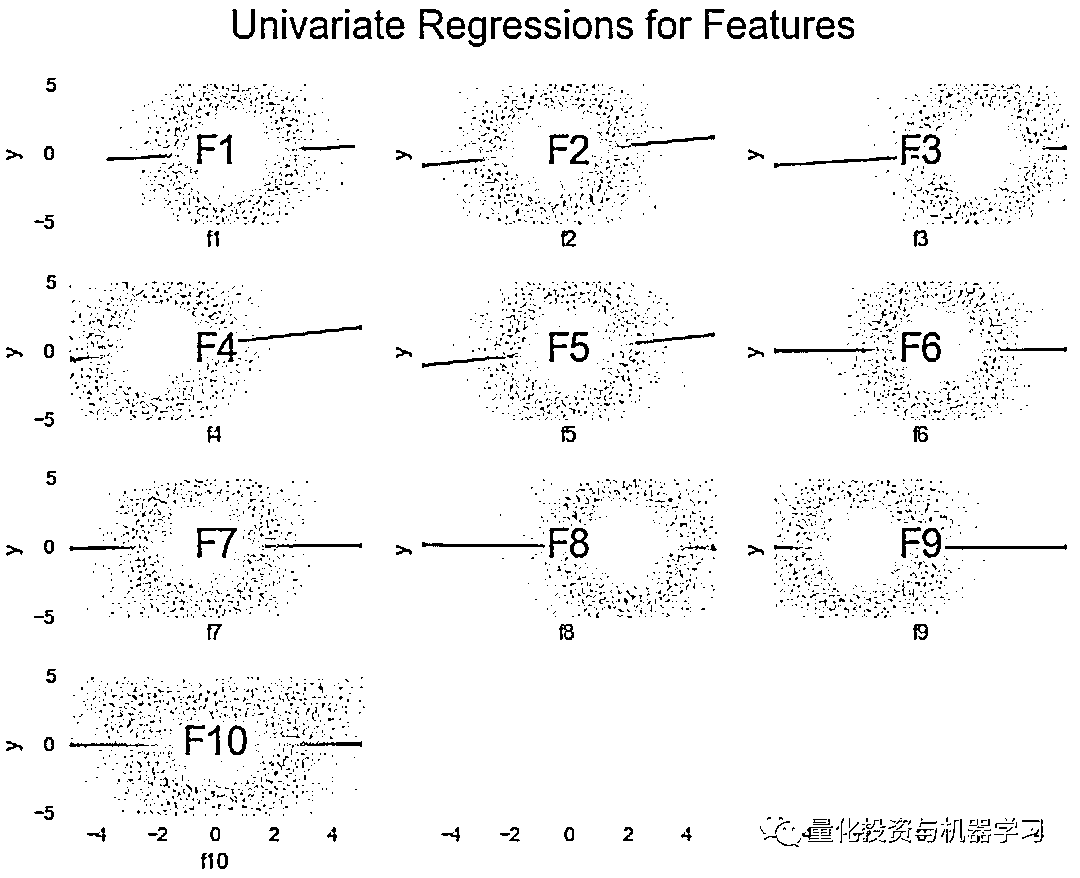 Univariate Regressions for Features
5
y 0 F1 y F2 y F3
−5
f1 f2 f3
5
y 0 F4 y F5 y F6
−5
f4 f5 f6
5
y 0 F7 y F8 y F9
−5
f7 f8 f9
5
y 0 F10
−5
−4 −2 0 2 4 −4 −2 0 2 4 量化投资与机器学习
f10